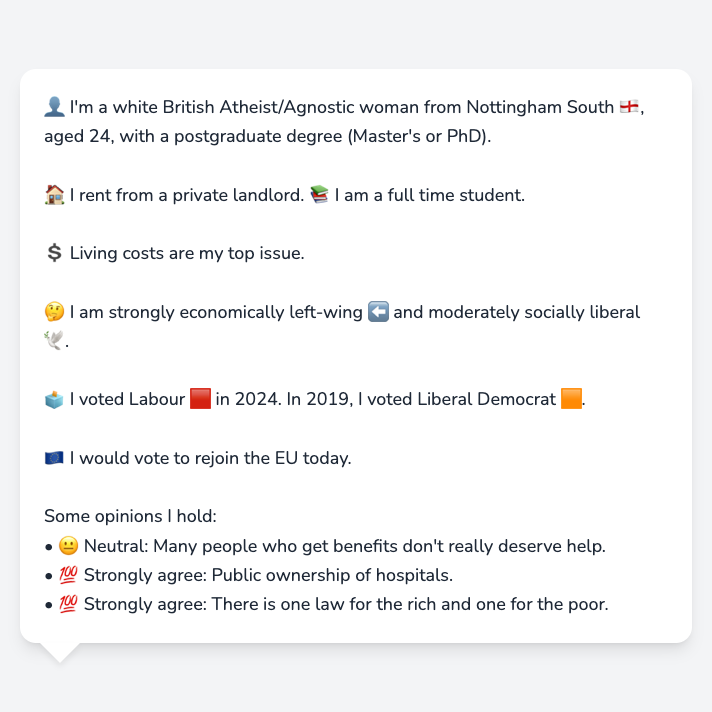 👤 I'm a white British Atheist/Agnostic woman from Nottingham South 🏴󠁧󠁢󠁥󠁮󠁧󠁿,
aged 24, with a postgraduate degree (Master's or PhD).
🏠 I rent from a private landlord. 📚 I am a full time student.
💲 Living costs are my top issue.
🤔 I am strongly economically left-wing ⬅️ and moderately socially liberal
🕊️.
🗳️ I voted Labour 🟥 in 2024. In 2019, I voted Liberal Democrat 🟧.
🇪🇺 I would vote to rejoin the EU today.
Some opinions I hold:
• 😐 Neutral: Many people who get benefits don't really deserve help.
• 💯 Strongly agree: Public ownership of hospitals.
• 💯 Strongly agree: There is one law for the rich and one for the poor.